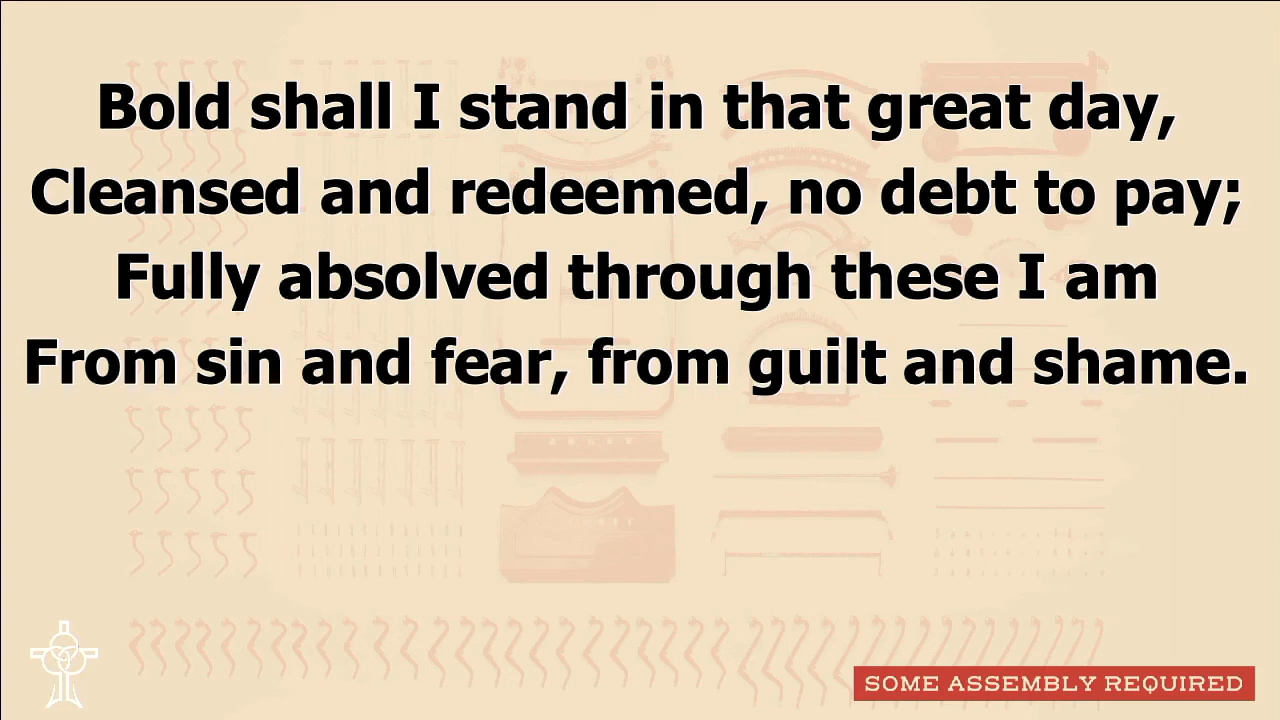 Bold shall I stand in that great day,
Cleansed and redeemed, no debt to pay;
Fully absolved through these I am
From sin and fear, from guilt and shame.
SOME ASSEMBLY REQUIRED